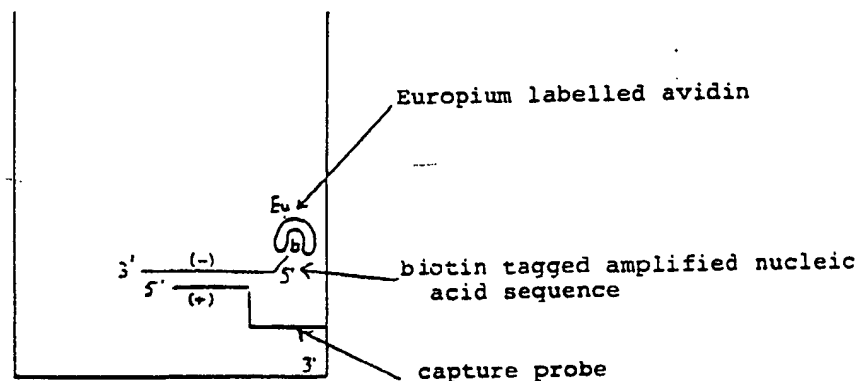 Europium labelled avidin
Eu
b
3' (-) 5'
biotin tagged amplified nucleic
acid sequence
5' (+)
3'
capture probe